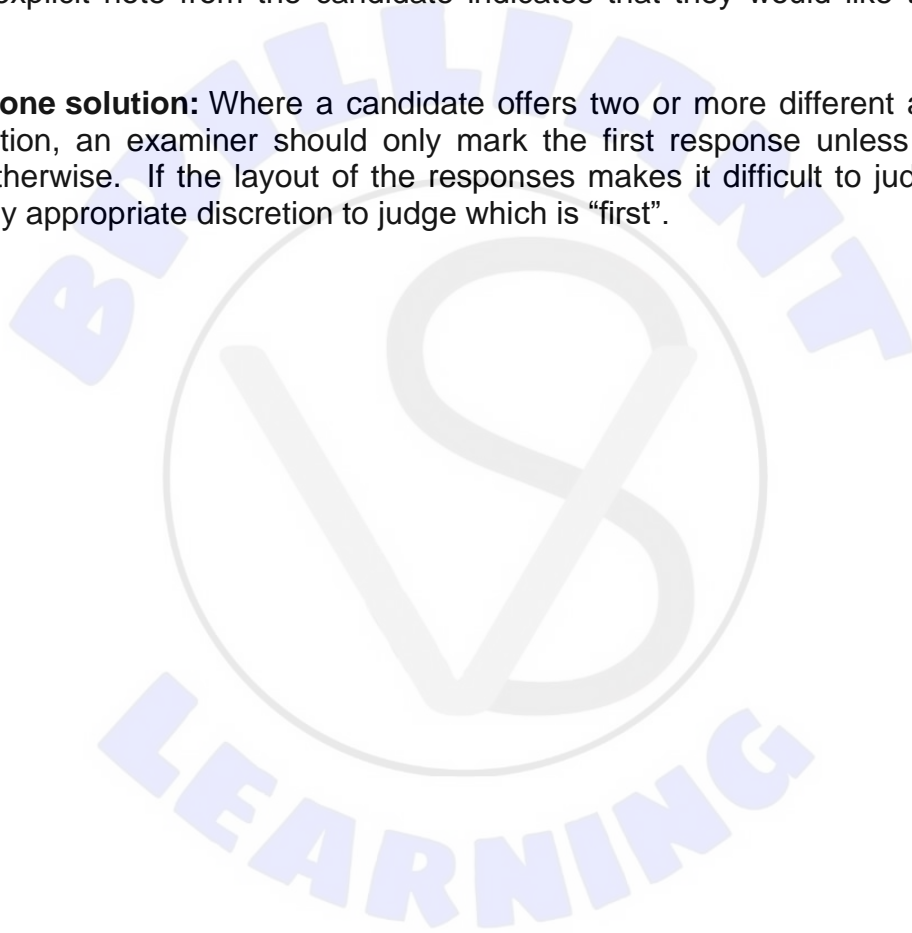 explicit note from the candidate indicates that they would like t
one solution: Where a candidate offers two or more different a
tion, an examiner should only mark the first response unless
therwise. If the layout of the responses makes it difficult to jud
y appropriate discretion to judge which is “first”.
BRILLIANT
VS
LEARNING